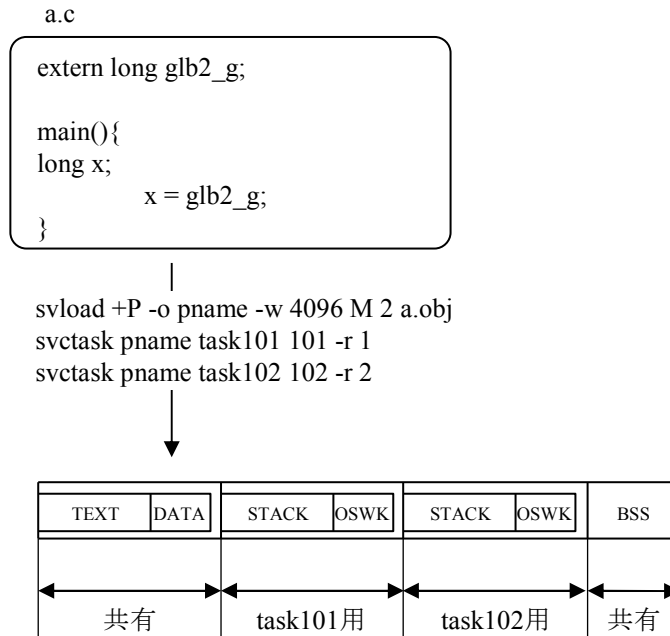 a.c
extern long glb2_g;
main(){
long x;
x = glb2_g;
}
svload +P -o pname -w 4096 M 2 a.obj
svctask pname task101 101 -r 1
svctask pname task102 102 -r 2
TEXT DATA STACK OSWK STACK OSWK BSS
共有 task101用 task102用 共有